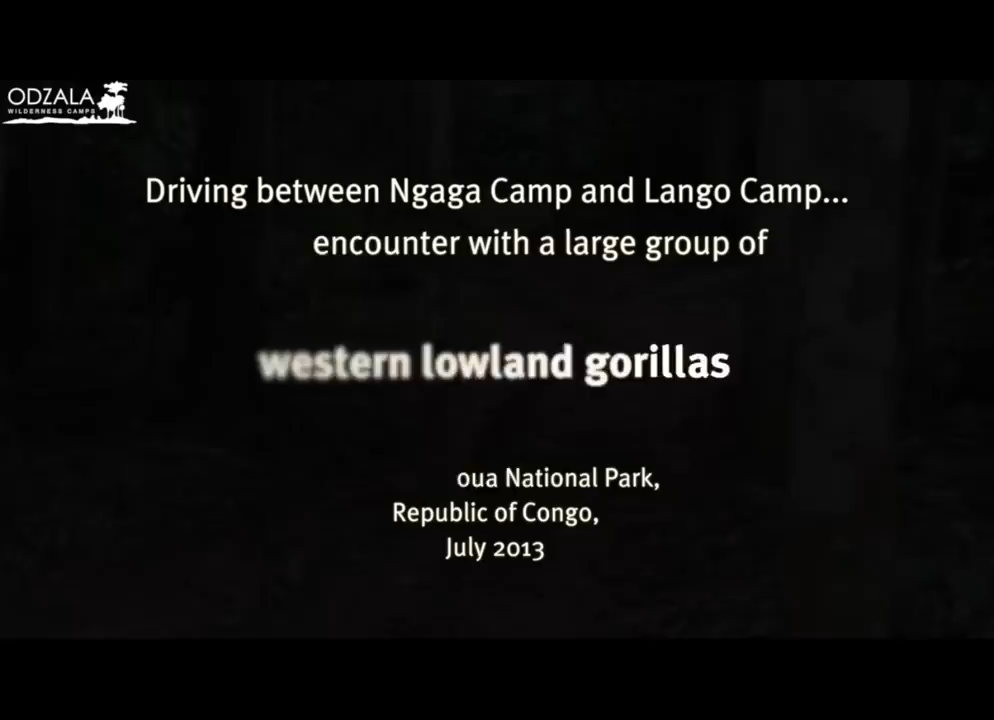 ODZALA
WILDERNESS CAMPS
Driving between Ngaga Camp and Lango Camp...
encounter with a large group of
western lowland gorillas
oua National Park,
Republic of Congo,
July 2013